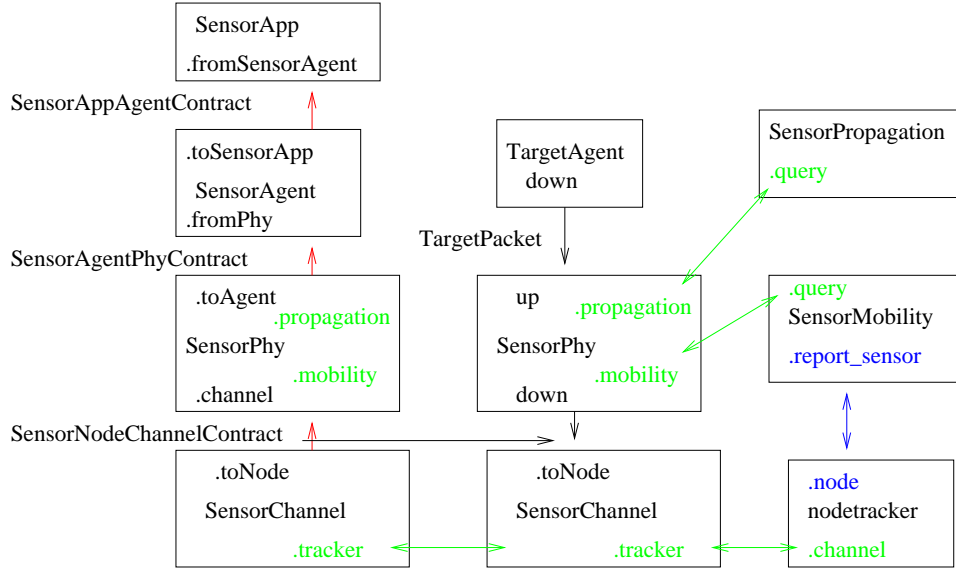 SensorApp
.fromSensorAgent
SensorAppAgentContract
.toSensorApp
SensorAgent
.fromPhy
TargetAgent
down
SensorPropagation
.query
TargetPacket
SensorAgentPhyContract
.toAgent
.propagation
SensorPhy
.mobility
.channel
up
.propagation
SensorPhy
.mobility
down
.query
SensorMobility
.report_sensor
SensorNodeChannelContract
.toNode
SensorChannel
.tracker
.toNode
SensorChannel
.tracker
.node
nodetracker
.channel